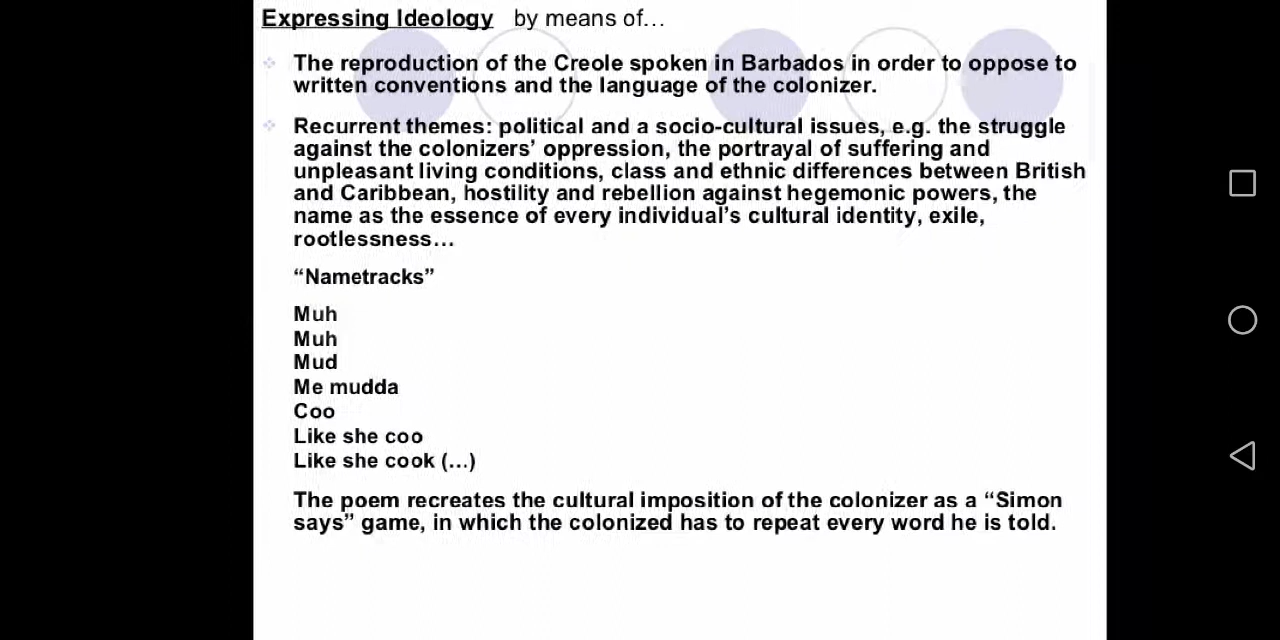 Expressing Ideology by means of…
The reproduction of the Creole spoken in Barbados in order to oppose to
written conventions and the language of the colonizer.
Recurrent themes: political and a socio-cultural issues, e.g. the struggle
against the colonizers’ oppression, the portrayal of suffering and
unpleasant living conditions, class and ethnic differences between British
and Caribbean, hostility and rebellion against hegemonic powers, the
name as the essence of every individual’s cultural identity, exile,
rootlessness…
“Nametracks”
Muh
Muh
Mud
Me mudda
Coo
Like she coo
Like she cook (…)
The poem recreates the cultural imposition of the colonizer as a “Simon
says” game, in which the colonized has to repeat every word he is told.